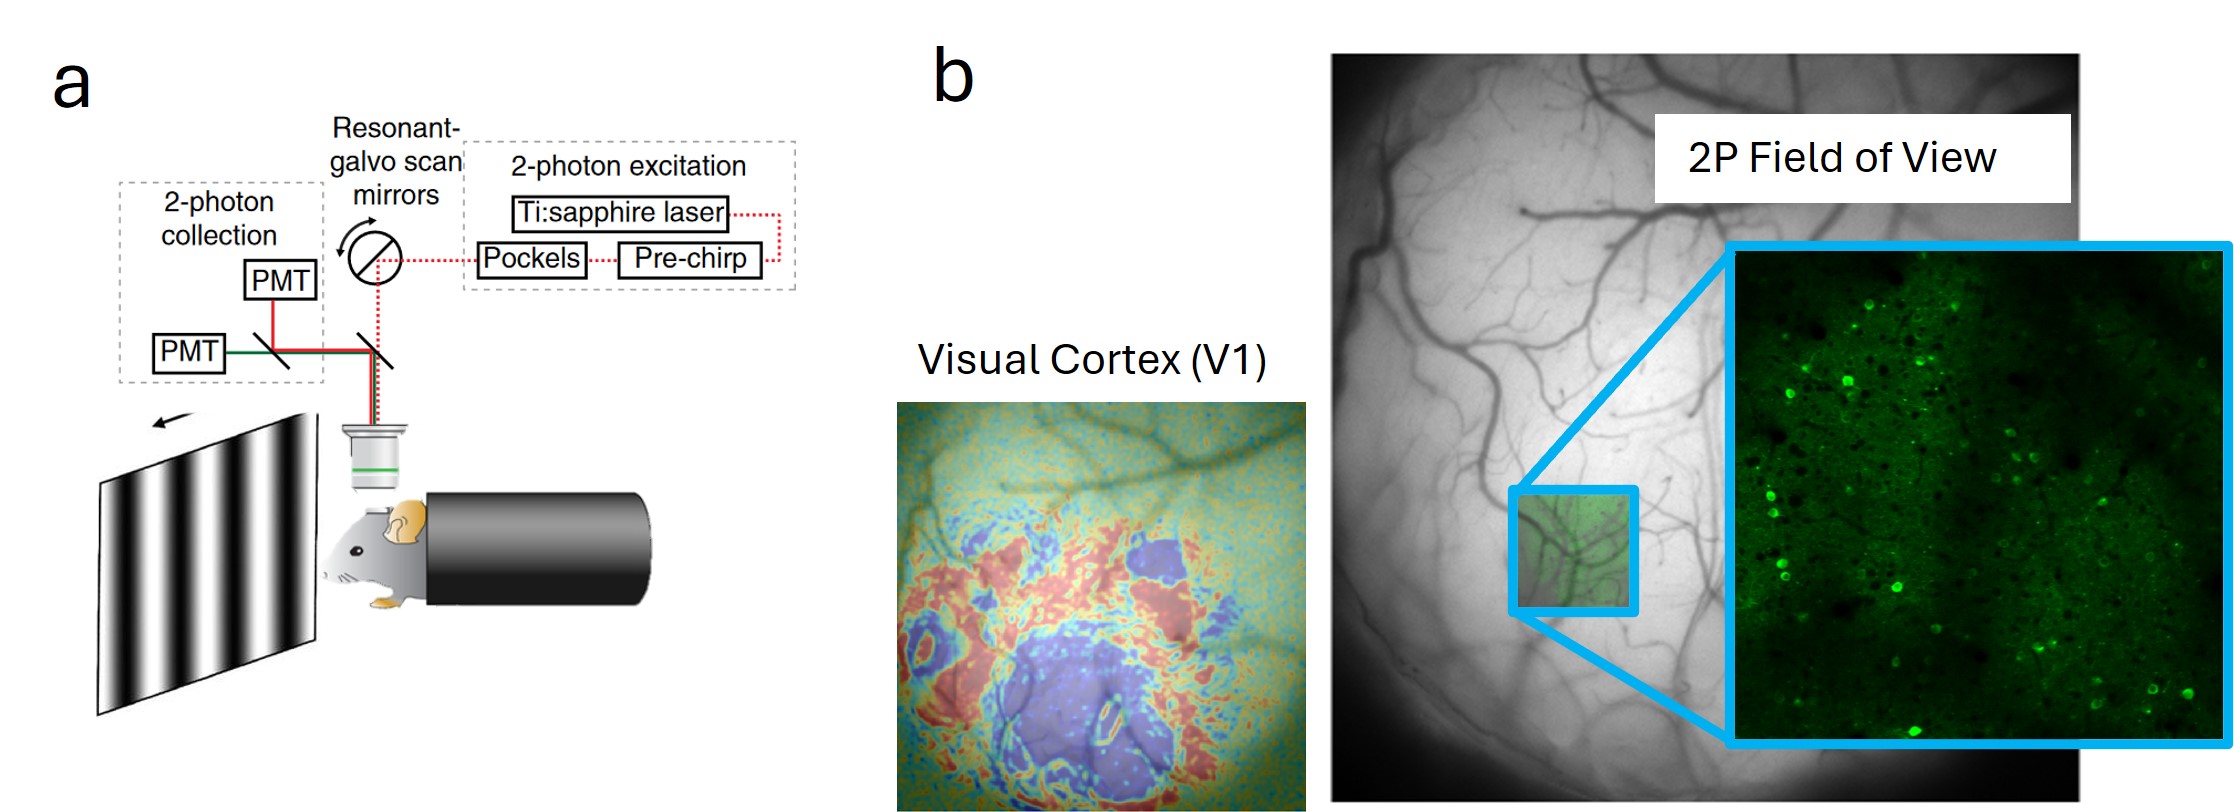 a
Resonant-
galvo scan
mirrors
2-photon excitation
Ti:sapphire laser
Pockels
Pre-chirp
2-photon
collection
PMT
PMT
b
2P Field of View
Visual Cortex (V1)